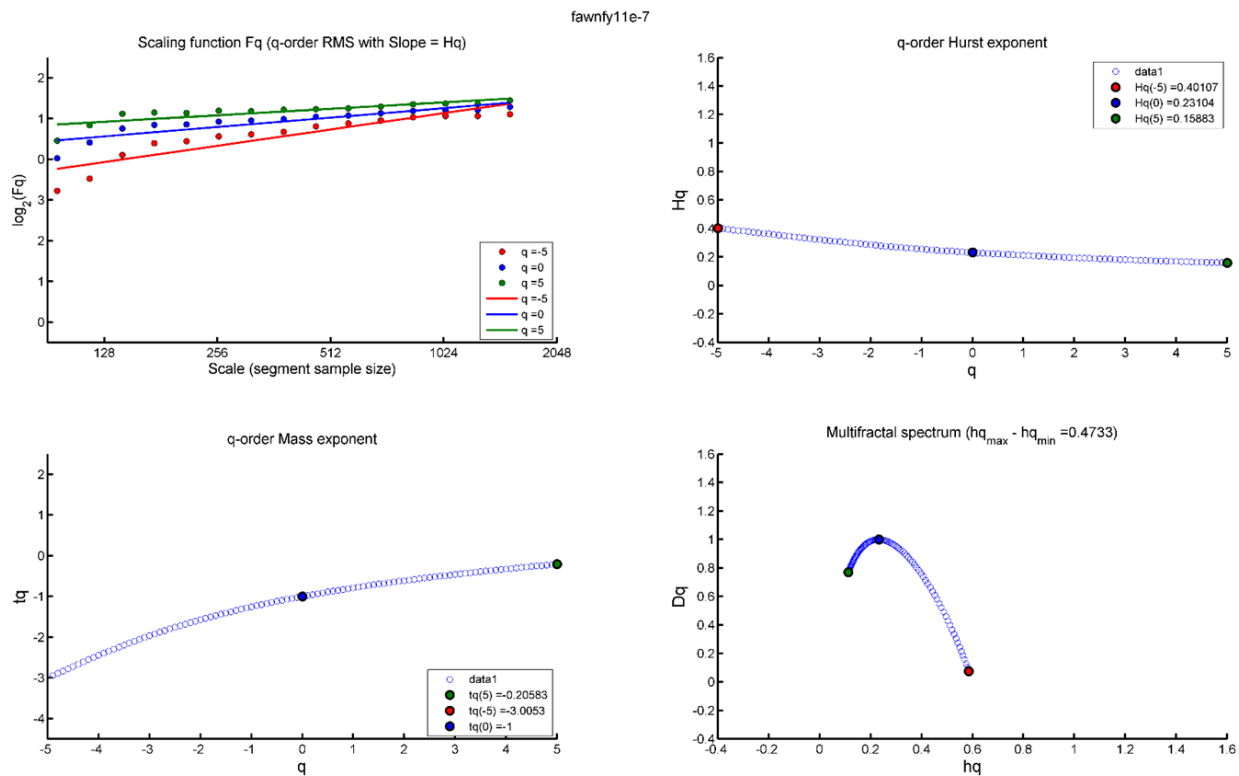 fawnfy11e-7
Scaling function Fq (q-order RMS with Slope = Hq)
log2(Fq)
2
1
0
3
2
1
0
128
256
512
1024
2048
Scale (segment sample size)
q =-5
q =0
q =5
q =-5
q =0
q =5
q-order Hurst exponent
Hq
1.6
1.4
1.2
1
0.8
0.6
0.4
0.2
0
-0.2
-0.4
-5
-4
-3
-2
-1
0
1
2
3
4
5
q
data1
Hq(-5) =0.40107
Hq(0) =0.23104
Hq(5) =0.15883
q-order Mass exponent
tq
2
1
0
-1
-2
-3
-4
-5
-4
-3
-2
-1
0
1
2
3
4
5
q
data1
tq(5) =-0.20583
tq(-5) =-3.0053
tq(0) =-1
Multifractal spectrum (hqmax - hqmin =0.4733)
Dq
1.6
1.4
1.2
1
0.8
0.6
0.4
0.2
0
-0.2
-0.4
-0.4
-0.2
0
0.2
0.4
0.6
0.8
1
1.2
1.4
1.6
hq